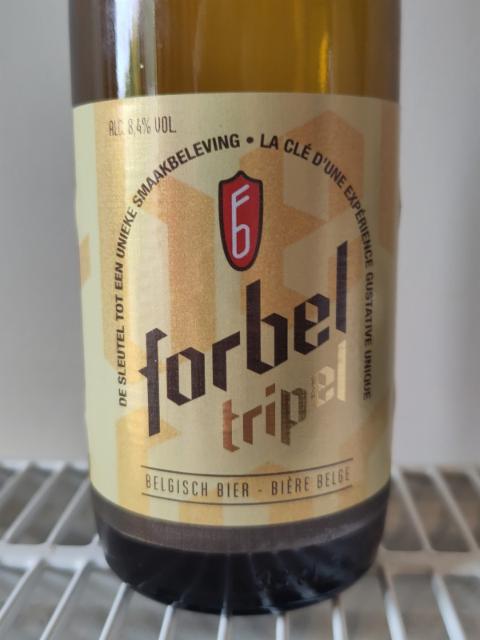 ALC. 8,4% VOL.
DE SLEUTEL TOT EEN UNIEKE SMAAKBELEVING • LA CLÉ D'UNE EXPÉRIENCE GUSTATIVE UNIQUE
forbel
tripel
BELGISCH BIER - BIÈRE BELGE